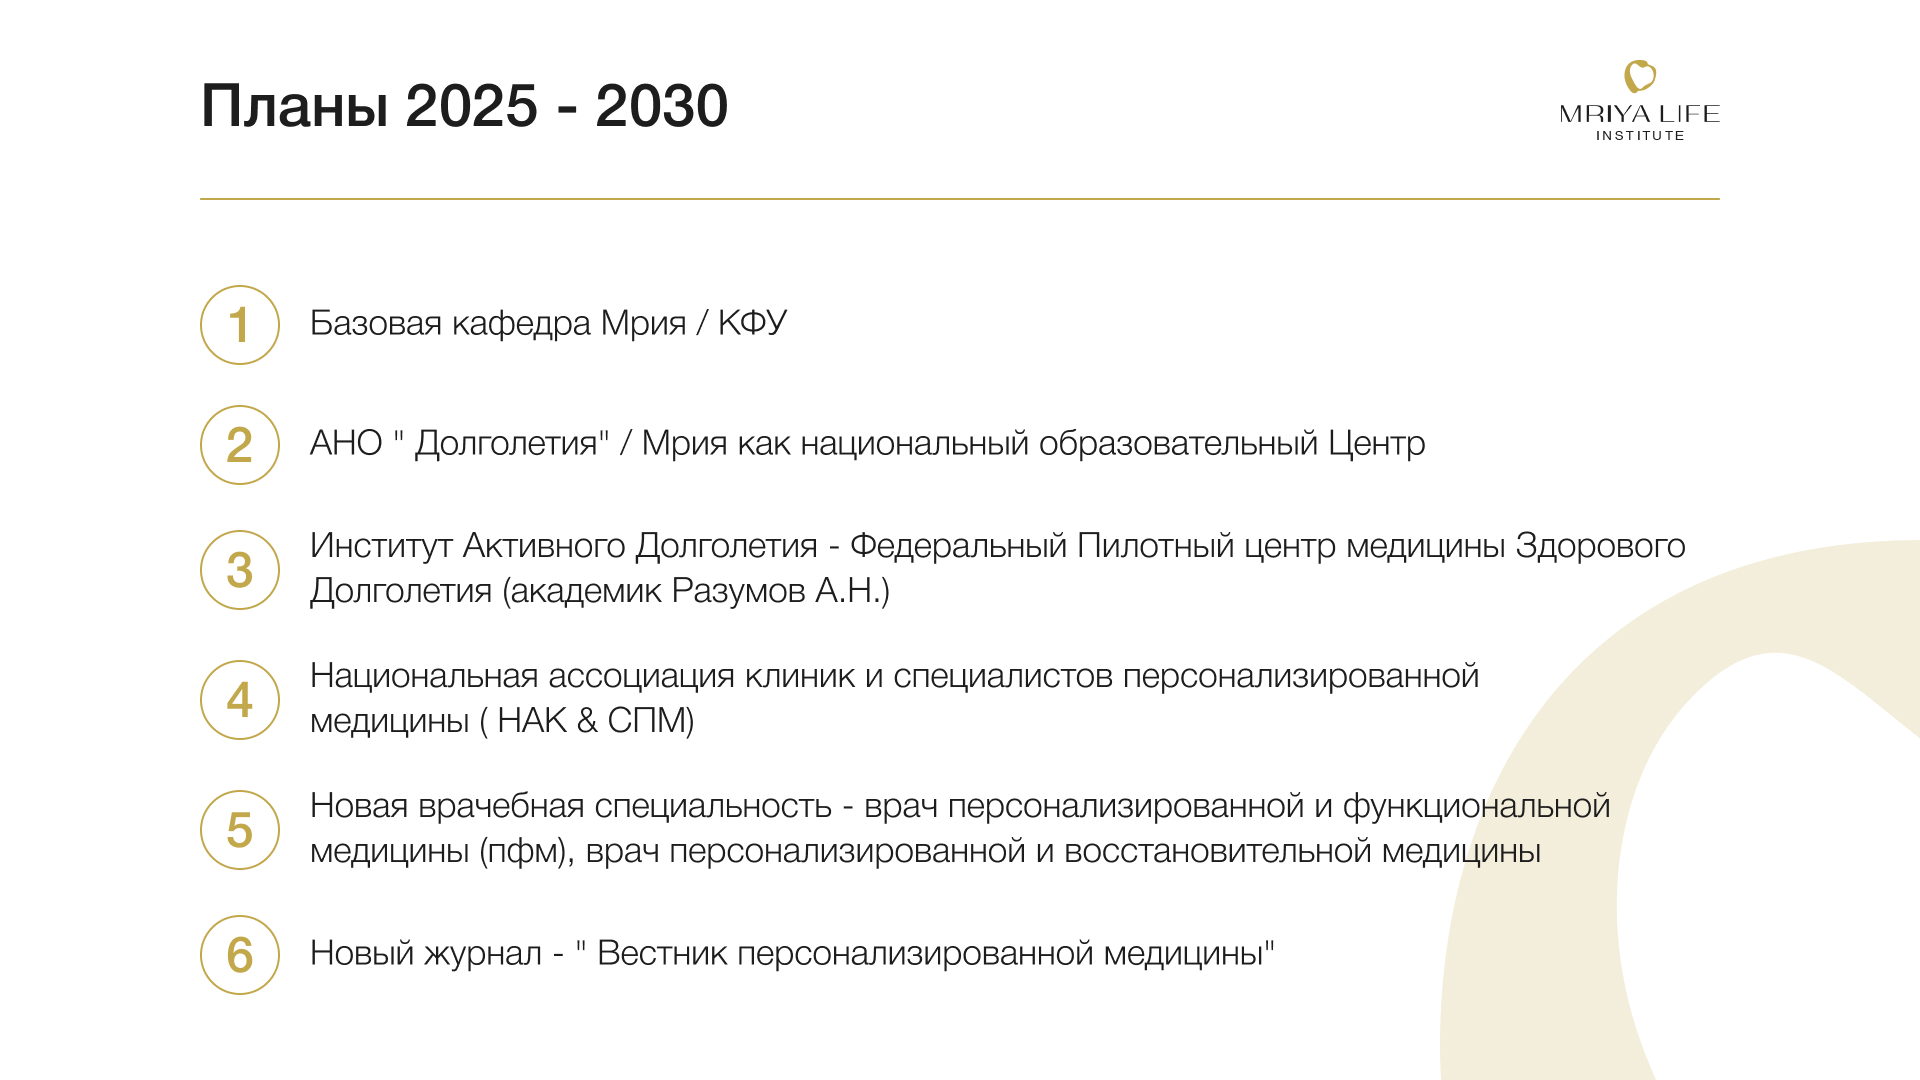 Планы 2025 - 2030
MRIYA LIFE
INSTITUTE
1
Базовая кафедра Мрия / КФУ
2
АНО " Долголетия" / Мрия как национальный образовательный Центр
3
Институт Активного Долголетия - Федеральный Пилотный центр медицины Здорового
Долголетия (академик Разумов А.Н.)
4
Национальная ассоциация клиник и специалистов персонализированной
медицины ( НАК & СПМ)
5
Новая врачебная специальность - врач персонализированной и функциональной
медицины (пфм), врач персонализированной и восстановительной медицины
6
Новый журнал - " Вестник персонализированной медицины"